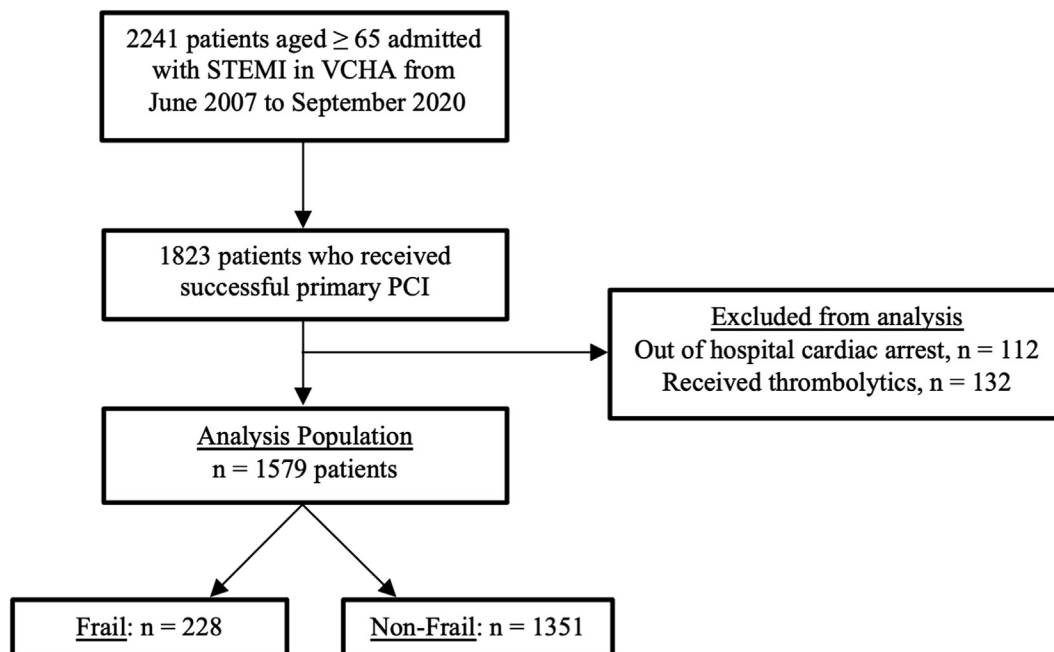 2241 patients aged ≥ 65 admitted
with STEMI in VCHA from
June 2007 to September 2020
1823 patients who received
successful primary PCI
Excluded from analysis
Out of hospital cardiac arrest, n = 112
Received thrombolytics, n = 132
Analysis Population
n = 1579 patients
Frail: n = 228
Non-Frail: n = 1351